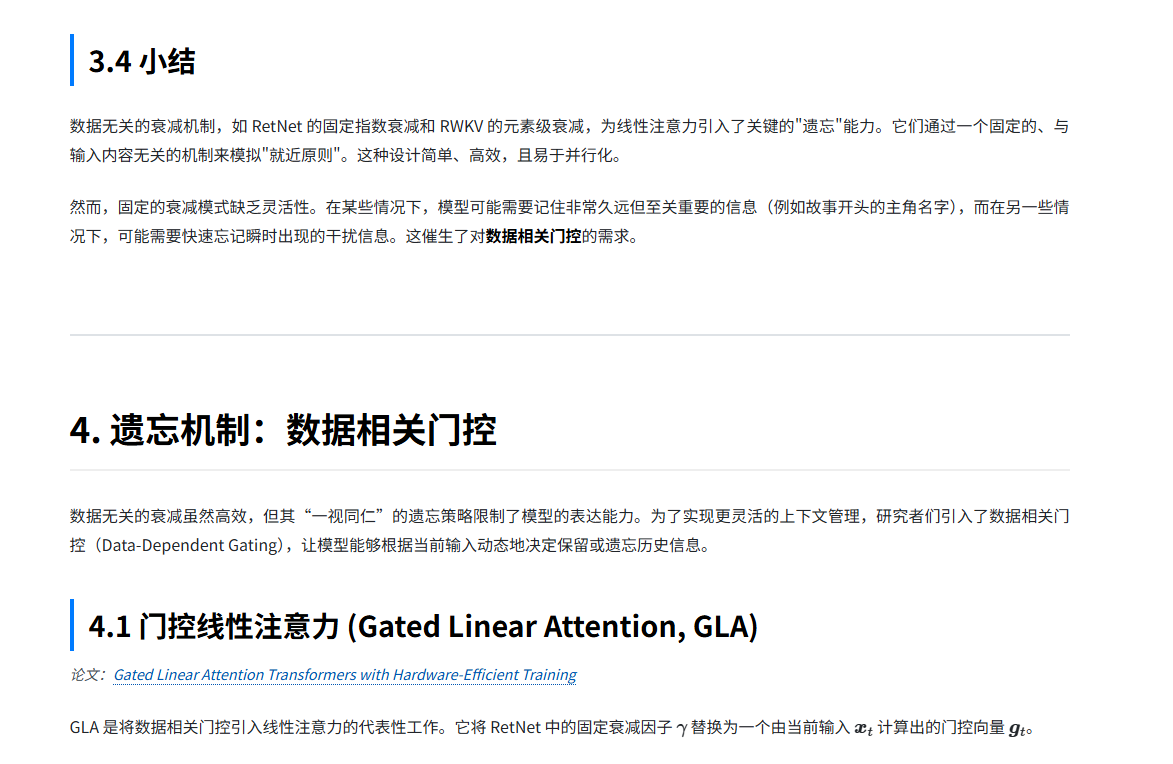 3.4 小结
数据无关的衰减机制，如 RetNet 的固定指数衰减和 RWKV 的元素级衰减，为线性注意力引入了关键的"遗忘"能力。它们通过一个固定的、与
输入内容无关的机制来模拟"就近原则"。这种设计简单、高效，且易于并行化。
然而，固定的衰减模式缺乏灵活性。在某些情况下，模型可能需要记住非常久远但至关重要的信息（例如故事开头的主角名字），而在另一些情
况下，可能需要快速忘记瞬时出现的干扰信息。这催生了对数据相关门控的需求。
4. 遗忘机制：数据相关门控
数据无关的衰减虽然高效，但其“一视同仁”的遗忘策略限制了模型的表达能力。为了实现更灵活的上下文管理，研究者们引入了数据相关门
控（Data-Dependent Gating），让模型能够根据当前输入动态地决定保留或遗忘历史信息。
4.1 门控线性注意力 (Gated Linear Attention, GLA)
论文：Gated Linear Attention Transformers with Hardware-Efficient Training
GLA 是将数据相关门控引入线性注意力的代表性工作。它将 RetNet 中的固定衰减因子 γ 替换为一个由当前输入 xₜ 计算出的门控向量 gₜ。